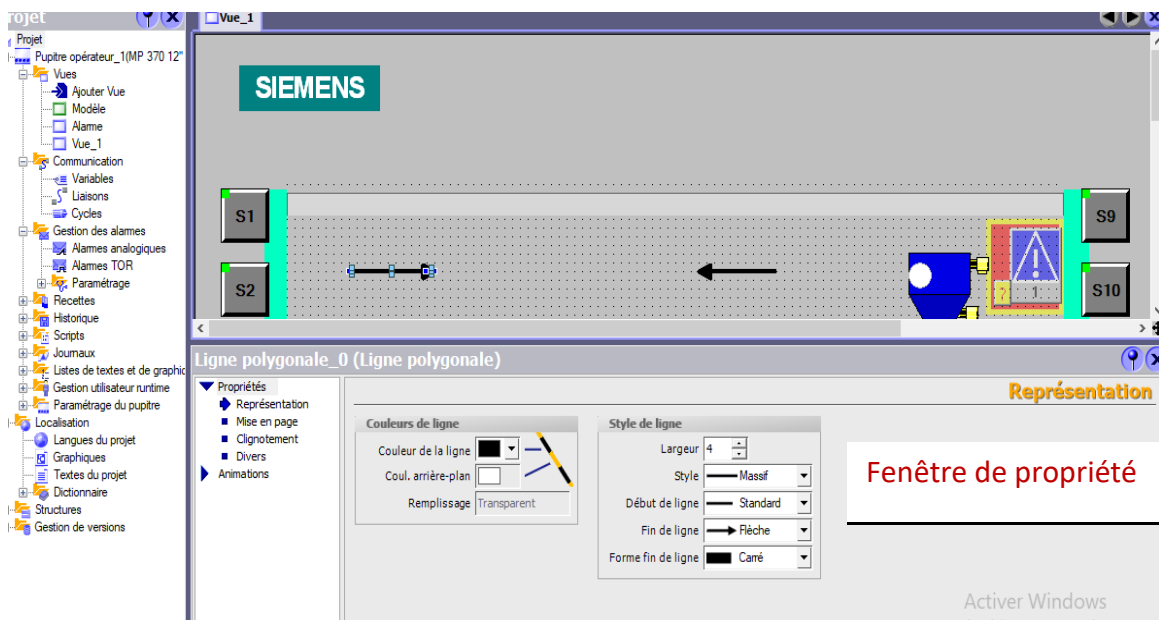 rojet
Vue_1
Projet
Pupitre opérateur_1(MP 370 12"
Vues
Ajouter Vue
Modèle
Alarme
Vue_1
Communication
Variables
Liaisons
Cycles
Gestion des alarmes
Alarmes analogiques
Alarmes TOR
Paramétrage
Recettes
Historique
Scripts
Journaux
Listes de textes et de graphic
Gestion utilisateur runtime
Paramétrage du pupitre
Localisation
Langues du projet
Graphiques
Textes du projet
Dictionnaire
Structures
Gestion de versions
SIEMENS
S1
S2
S9
S10
?
1
Ligne polygonale_0 (Ligne polygonale)
Propriétés
Représentation
Mise en page
Clignotement
Divers
Animations
Représentation
Couleurs de ligne
Couleur de la ligne
Coul. arrière-plan
Remplissage Transparent
Style de ligne
Largeur 4
Style Massif
Début de ligne Standard
Fin de ligne Flèche
Forme fin de ligne Carré
Fenêtre de propriété
Activer Windows